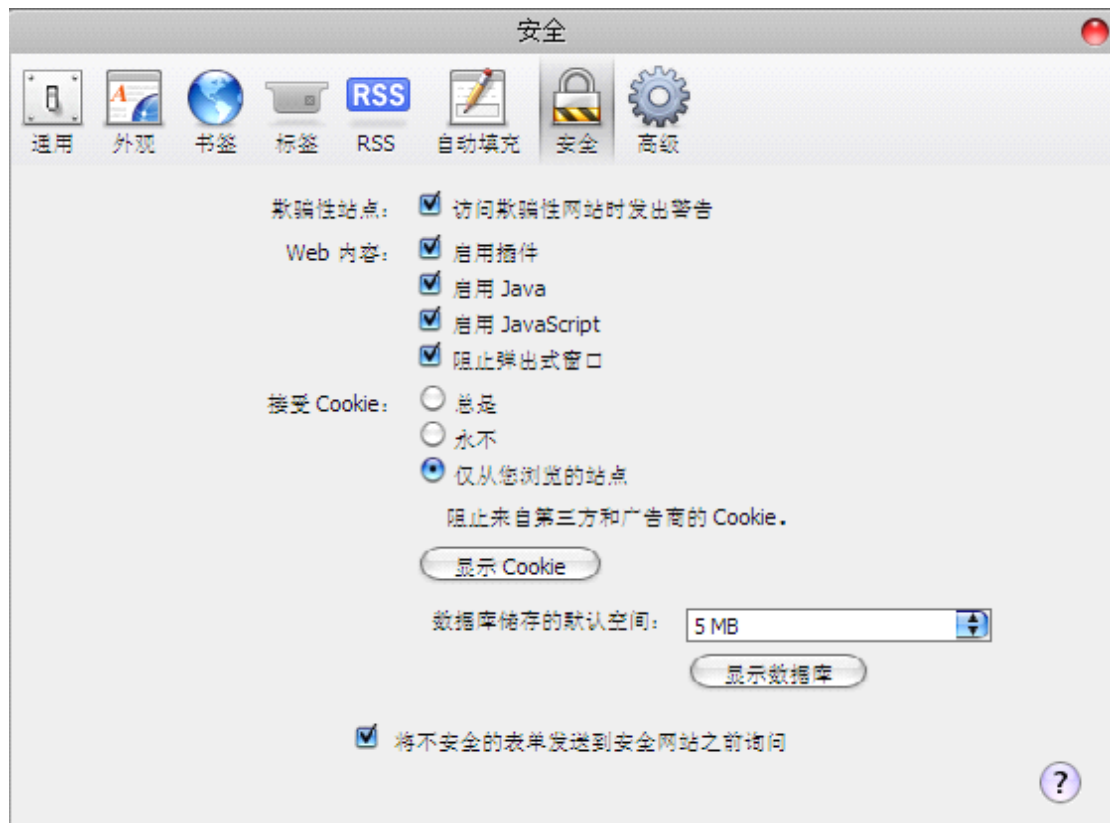 安全
通用 外观 书签 标签 RSS 自动填充 安全 高级
RSS
欺骗性站点： 访问欺骗性网站时发出警告
Web 内容： 启用插件
启用 Java
启用 JavaScript
阻止弹出式窗口
接受 Cookie： 总是
永不
仅从您浏览的站点
阻止来自第三方和广告商的 Cookie。
显示 Cookie
数据库储存的默认空间： 5 MB
显示数据库
将不安全的表单发送到安全网站之前询问
?